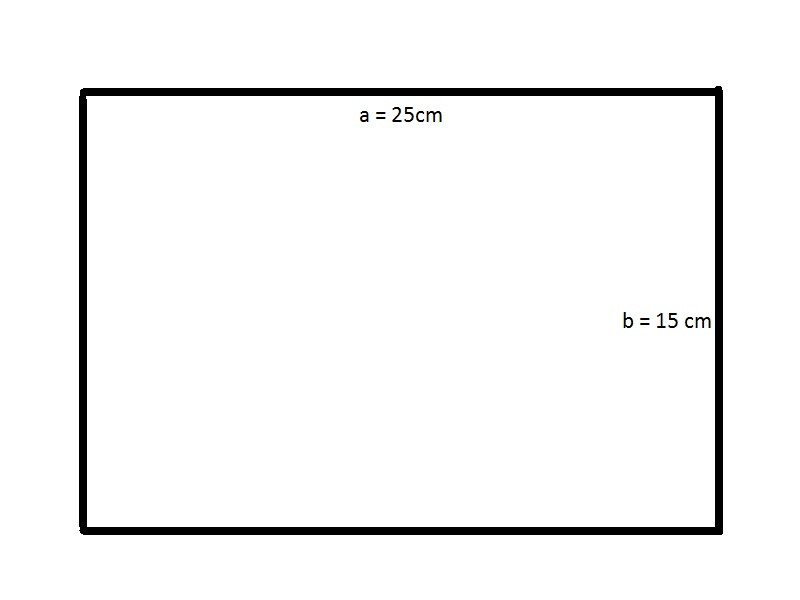 a = 25cm
b = 15 cm